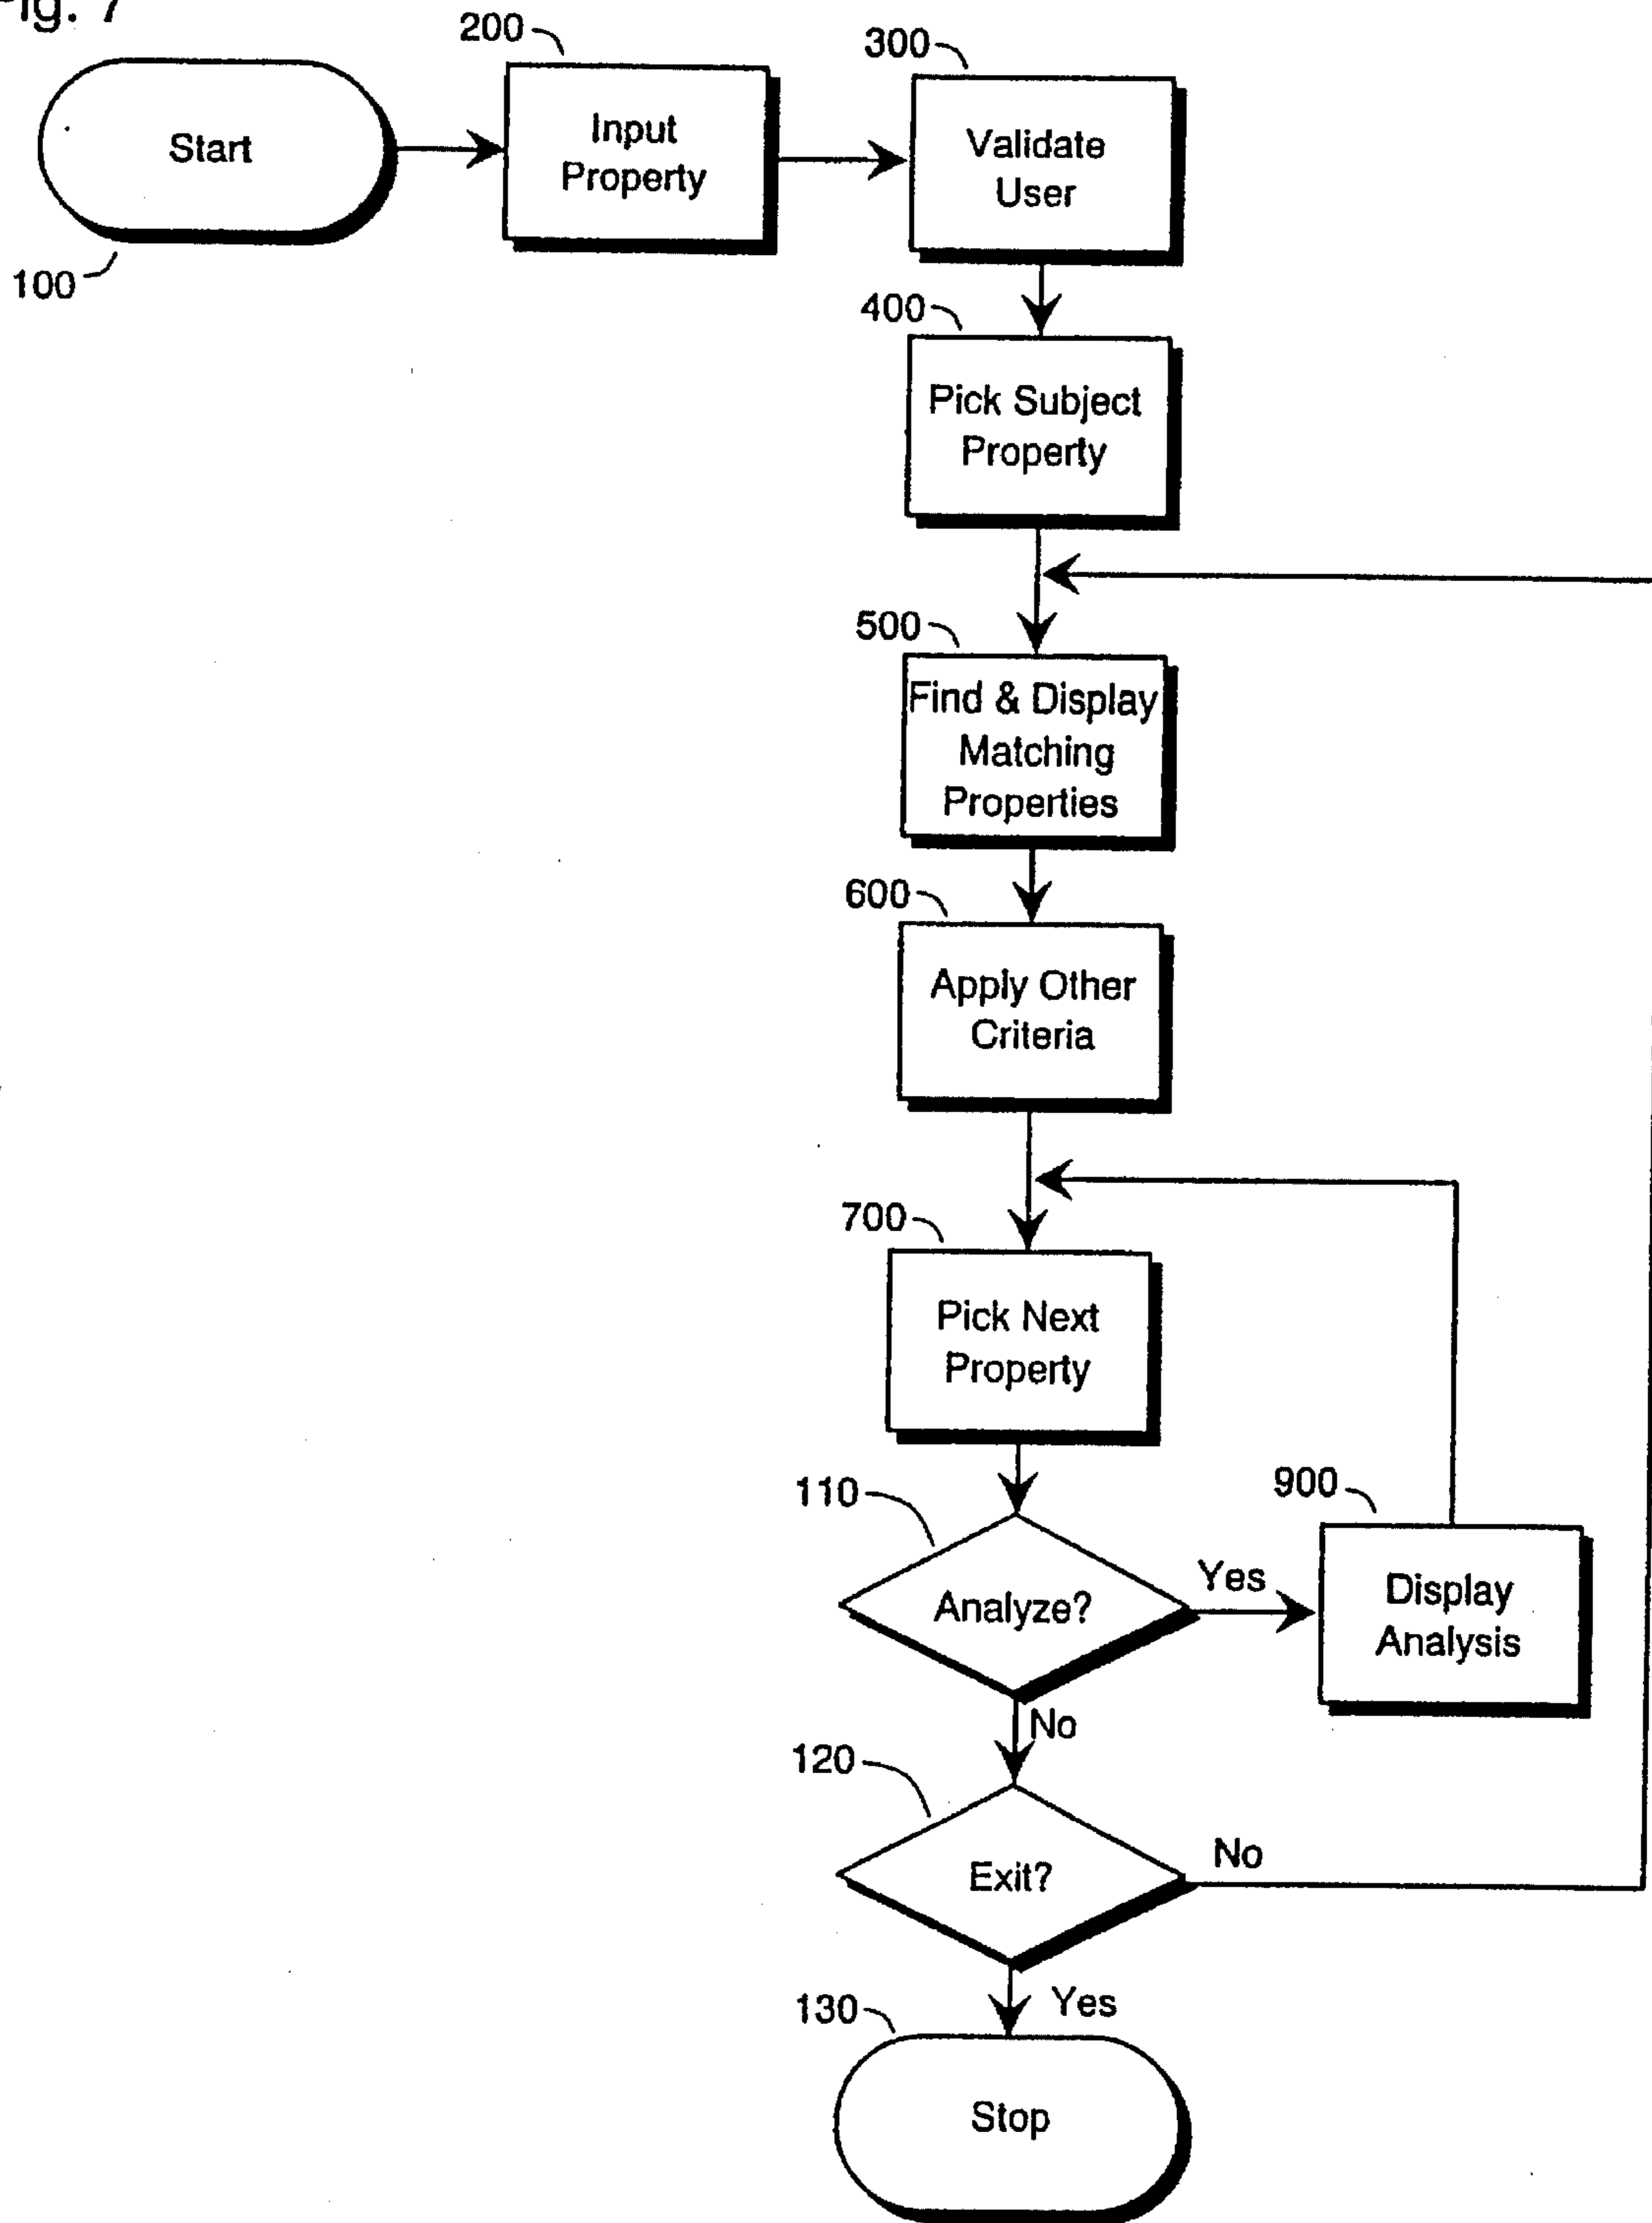 Fig. 7
200
300
Start
Input
Property
Validate
User
100
400
Pick Subject
Property
500
Find & Display
Matching
Properties
600
Apply Other
Criteria
700
Pick Next
Property
110
900
Analyze?
Yes
Display
Analysis
No
120
Exit?
No
130
Yes
Stop